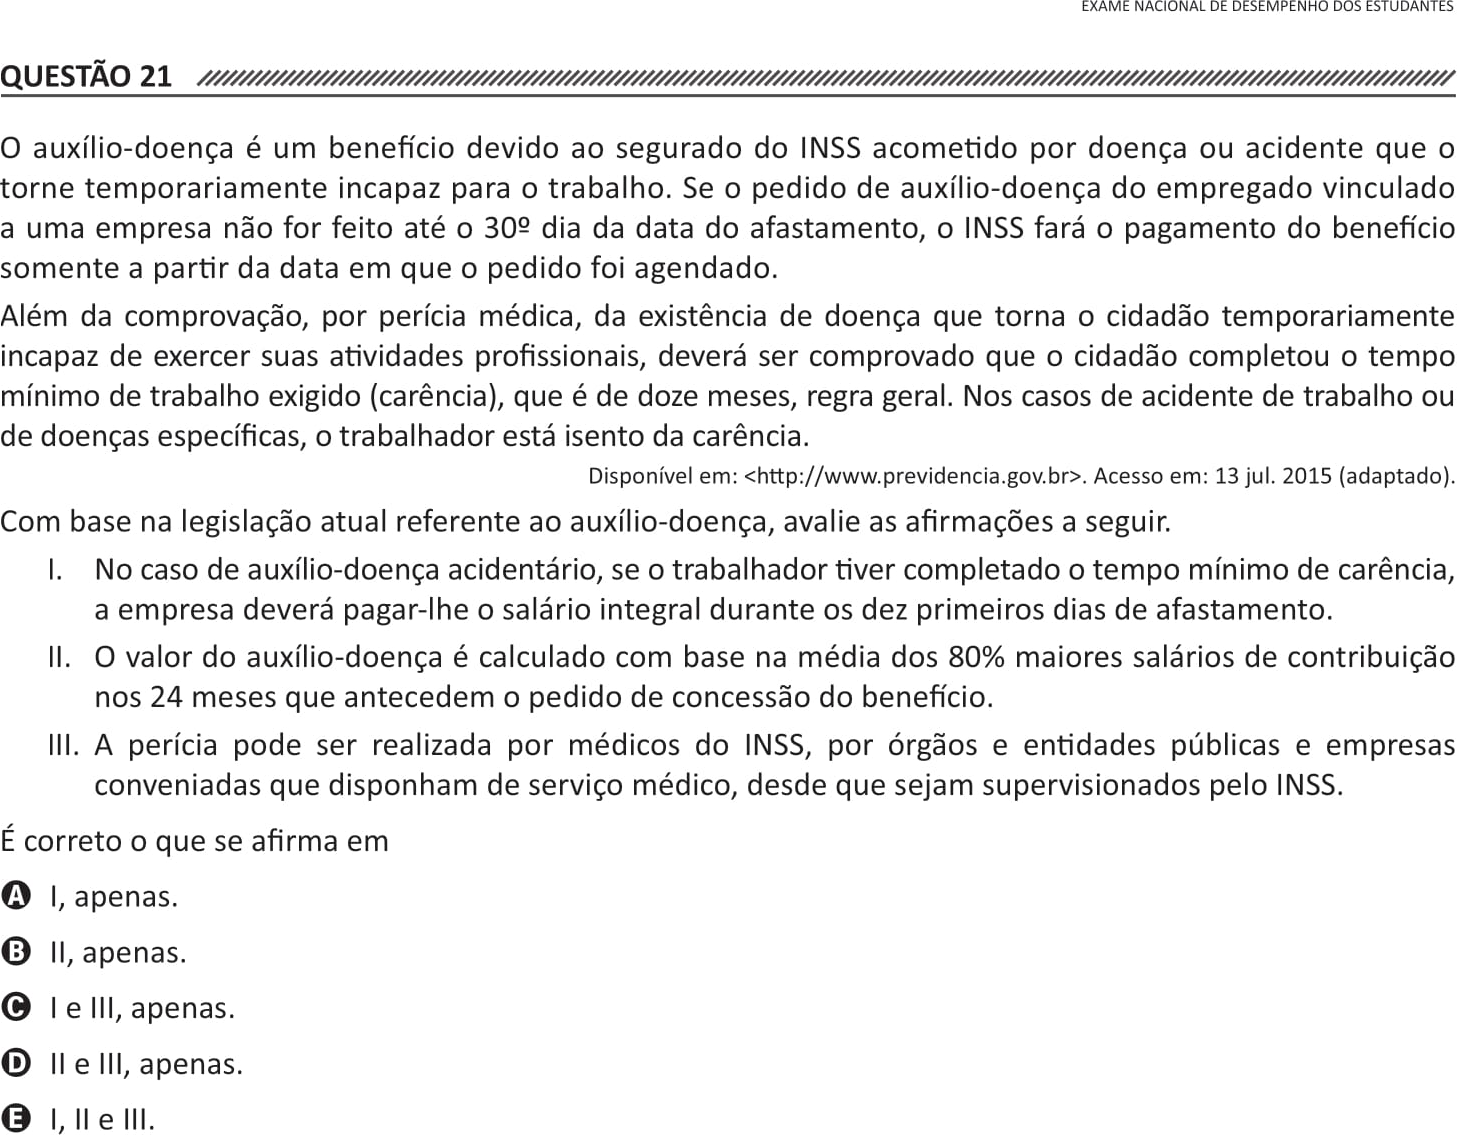 EXAME NACIONAL DE DESEMPENHO DOS ESTUDANTES
QUESTÃO 21
O auxílio-doença é um benefício devido ao segurado do INSS acometido por doença ou acidente que o
torne temporariamente incapaz para o trabalho. Se o pedido de auxílio-doença do empregado vinculado
a uma empresa não for feito até o 30º dia da data do afastamento, o INSS fará o pagamento do benefício
somente a partir da data em que o pedido foi agendado.
Além da comprovação, por perícia médica, da existência de doença que torna o cidadão temporariamente
incapaz de exercer suas atividades profissionais, deverá ser comprovado que o cidadão completou o tempo
mínimo de trabalho exigido (carência), que é de doze meses, regra geral. Nos casos de acidente de trabalho ou
de doenças específicas, o trabalhador está isento da carência.
Disponível em: <http://www.previdencia.gov.br>. Acesso em: 13 jul. 2015 (adaptado).
Com base na legislação atual referente ao auxílio-doença, avalie as afirmações a seguir.
I. No caso de auxílio-doença acidentário, se o trabalhador tiver completado o tempo mínimo de carência,
a empresa deverá pagar-lhe o salário integral durante os dez primeiros dias de afastamento.
II. O valor do auxílio-doença é calculado com base na média dos 80% maiores salários de contribuição
nos 24 meses que antecedem o pedido de concessão do benefício.
III. A perícia pode ser realizada por médicos do INSS, por órgãos e entidades públicas e empresas
conveniadas que disponham de serviço médico, desde que sejam supervisionados pelo INSS.
É correto o que se afirma em
A I, apenas.
B II, apenas.
C I e III, apenas.
D II e III, apenas.
E I, II e III.